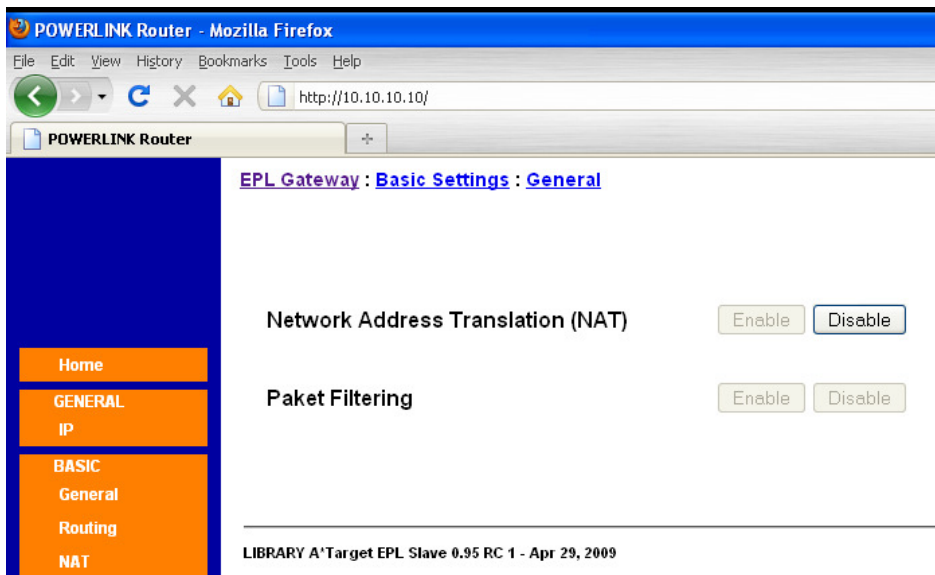 POWERLINK Router - Mozilla Firefox
File Edit View History Bookmarks Tools Help
http://10.10.10.10/
POWERLINK Router
EPL Gateway : Basic Settings : General
Network Address Translation (NAT) Enable Disable
Paket Filtering Enable Disable
Home
GENERAL
IP
BASIC
General
Routing
NAT
LIBRARY A'Target EPL Slave 0.95 RC 1 - Apr 29, 2009